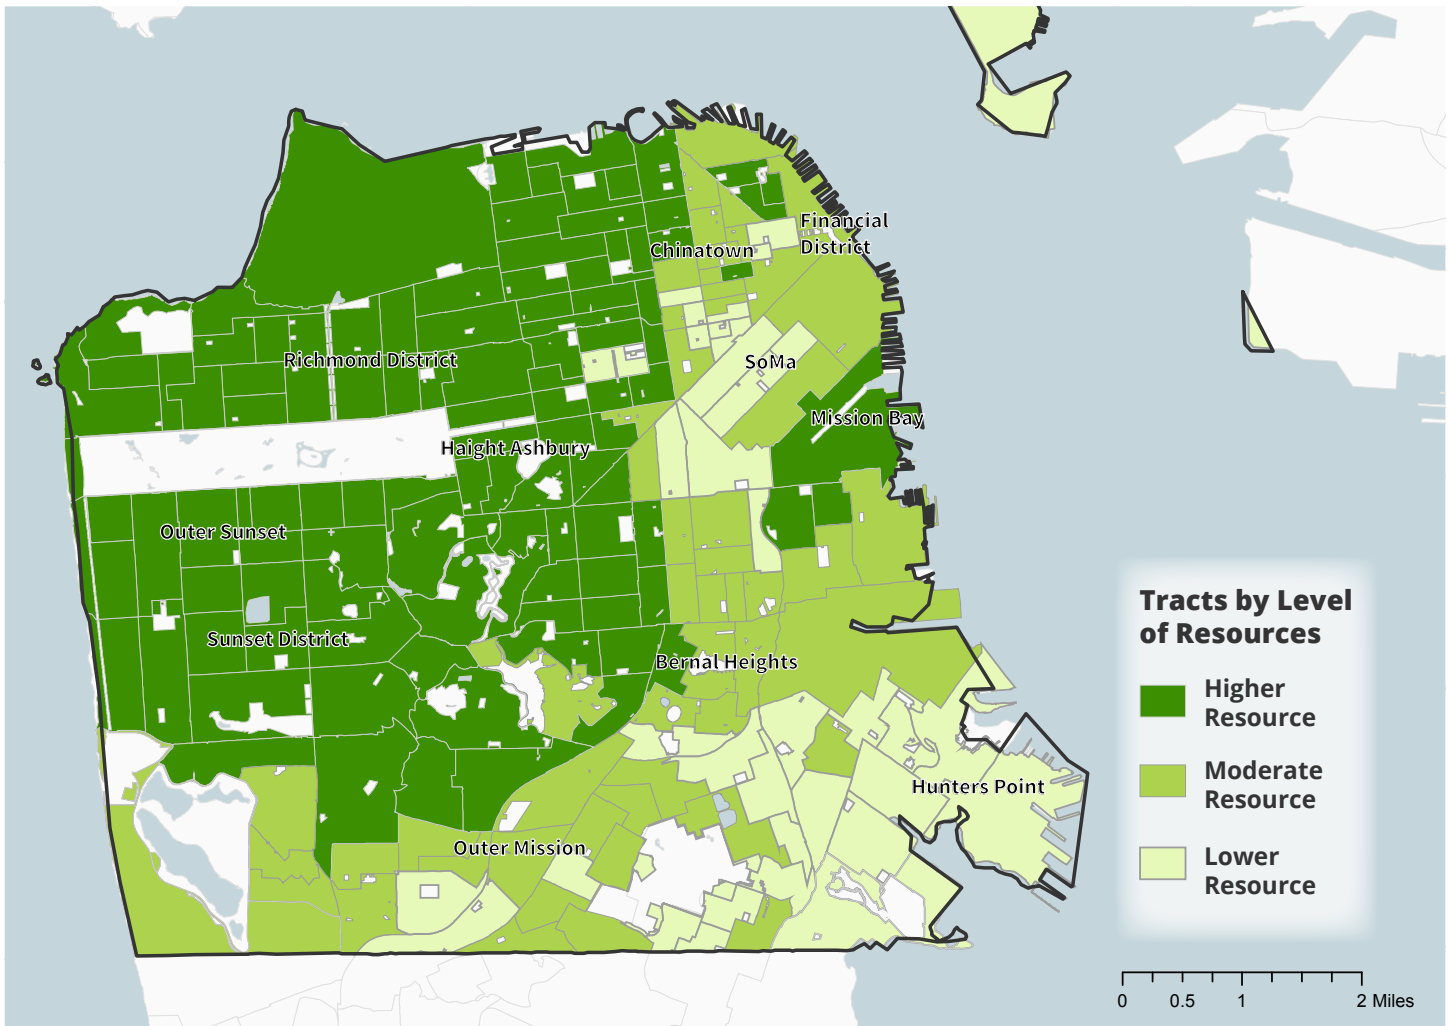 Financial
District
Chinatown
Richmond District
SoMa
Mission Bay
Haight Ashbury
Outer Sunset
Sunset District
Bernal Heights
Hunters Point
Outer Mission
Tracts by Level
of Resources
Higher
Resource
Moderate
Resource
Lower
Resource
0 0.5 1 2 Miles